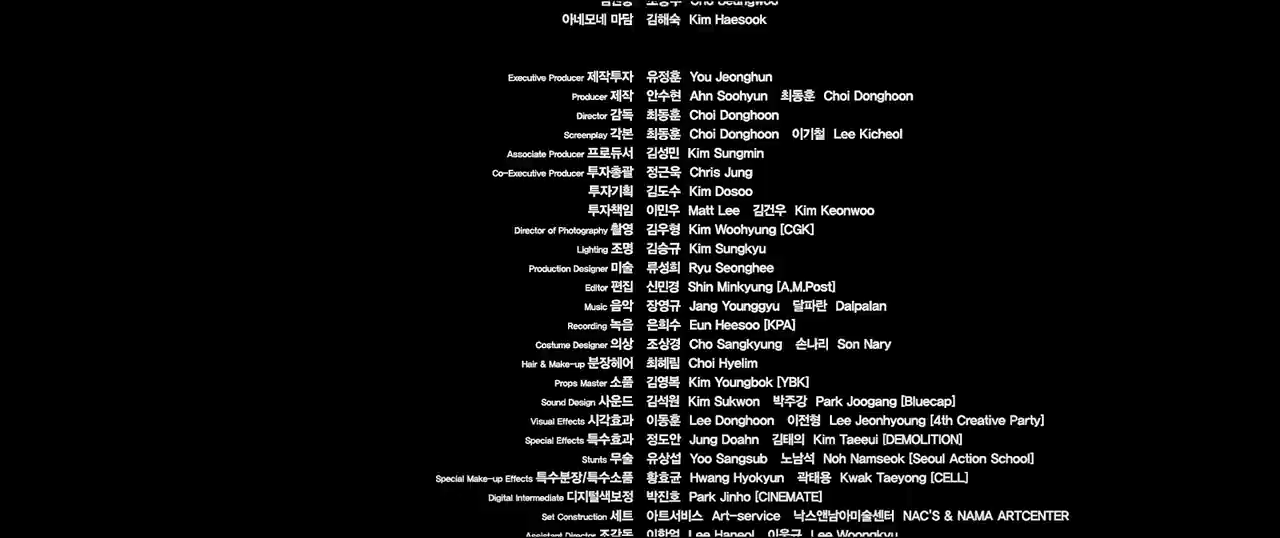 아네모네 마담 김해숙 Kim Haesook
Executive Producer 제작투자 유정훈 You Jeonghun
Producer 제작 안수현 Ahn Soohyun 최동훈 Choi Donghoon
Director 감독 최동훈 Choi Donghoon
Screenplay 각본 최동훈 Choi Donghoon 이기철 Lee Kicheol
Associate Producer 프로듀서 김성민 Kim Sungmin
Co-Executive Producer 투자총괄 정근욱 Chris Jung
투자기획 김도수 Kim Dosoo
투자책임 이민우 Matt Lee 김건우 Kim Keonwoo
Director of Photography 촬영 김우형 Kim Woohyung [CGK]
Lighting 조명 김승규 Kim Sungkyu
Production Designer 미술 류성희 Ryu Seonghee
Editor 편집 신민경 Shin Minkyung [A.M.Post]
Music 음악 장영규 Jang Younggyu 달파란 Dalpalan
Recording 녹음 은희수 Eun Heesoo [KPA]
Costume Designer 의상 조상경 Cho Sangkyung 손나리 Son Nary
Hair & Make-up 분장헤어 최혜림 Choi Hyelim
Props Master 소품 김영복 Kim Youngbok [YBK]
Sound Design 사운드 김석원 Kim Sukwon 박주강 Park Joogang [Bluecap]
Visual Effects 시각효과 이동훈 Lee Donghoon 이전형 Lee Jeonhyoung [4th Creative Party]
Special Effects 특수효과 정도안 Jung Doahn 김태의 Kim Taeeui [DEMOLITION]
Stunts 무술 유상섭 Yoo Sangsub 노남석 Noh Namseok [Seoul Action School]
Special Make-up Effects 특수분장/특수소품 황효균 Hwang Hyokyun 곽태용 Kwak Taeyong [CELL]
Digital Intermediate 디지털색보정 박진호 Park Jinho [CINEMATE]
Set Construction 세트 아트서비스 Art-service 낙스앤남아미술센터 NAC'S & NAMA ARTCENTER